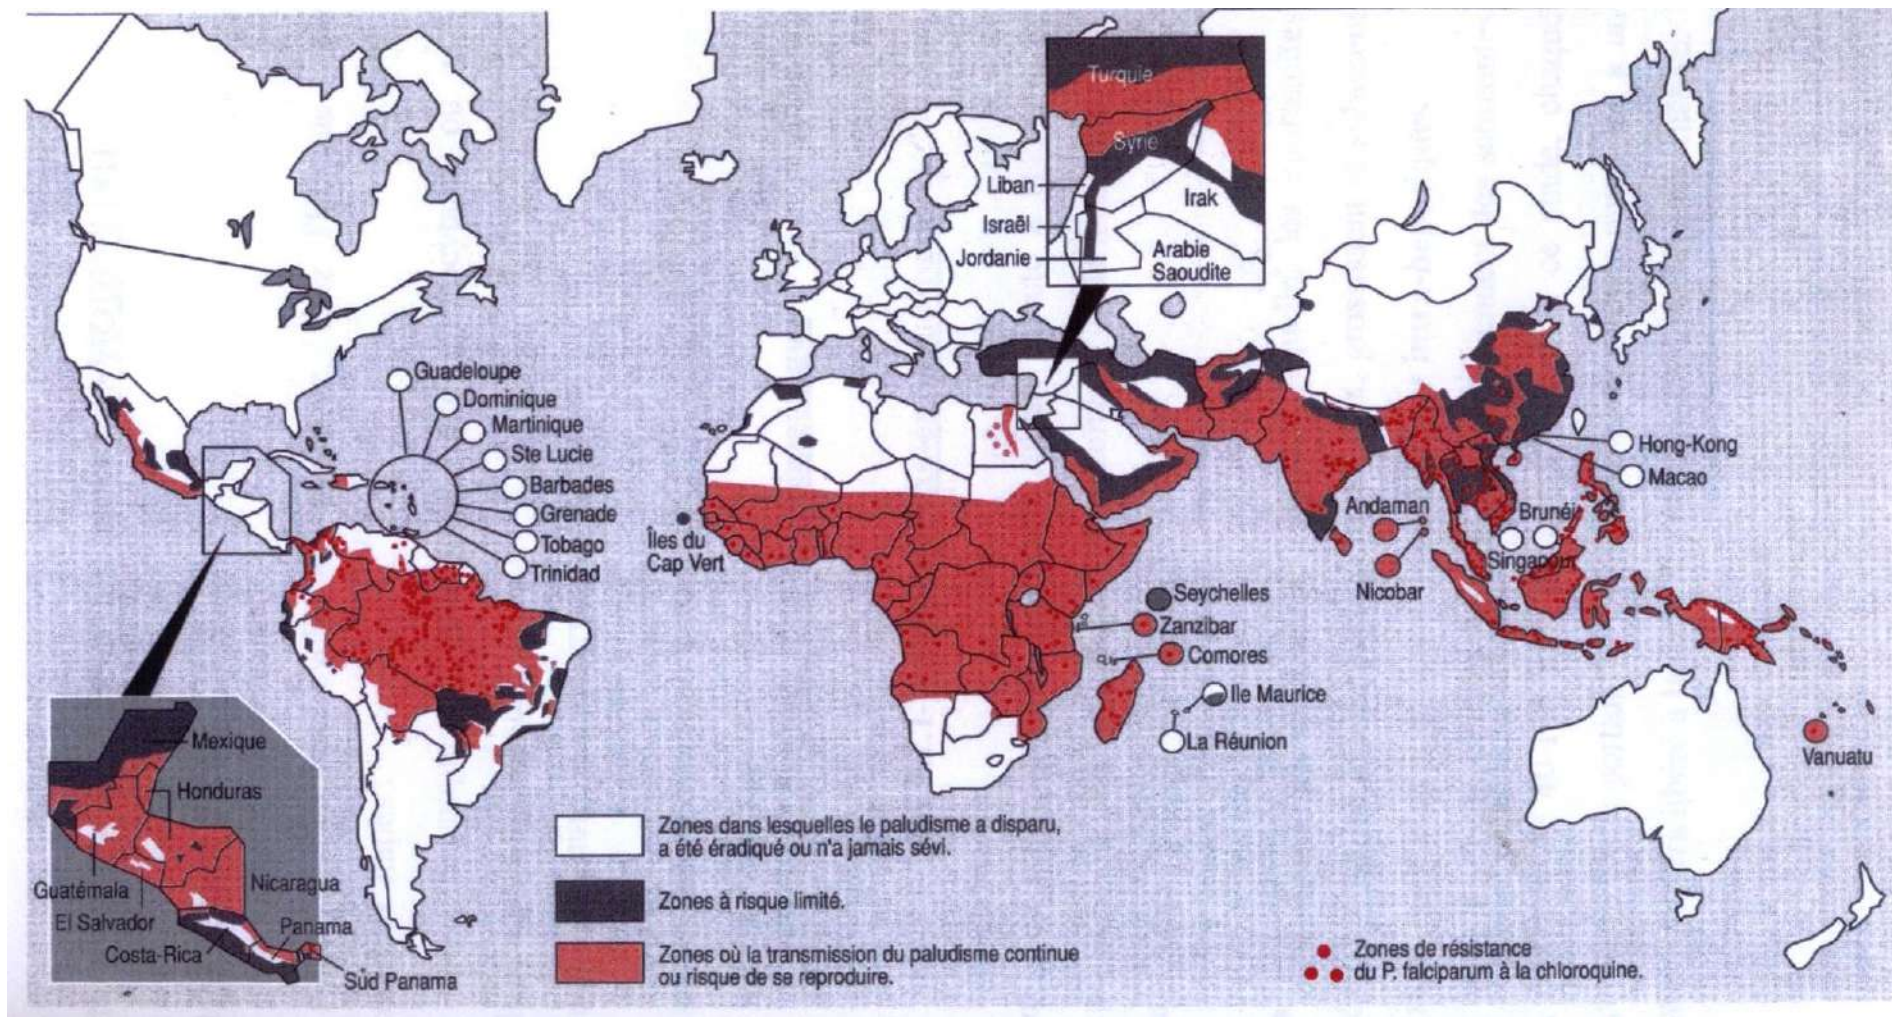 Turquie
Syrie
Liban
Irak
Israël
Jordanie
Arabie
Saoudite
Guadeloupe
Dominique
Martinique
Ste Lucie
Barbades
Grenade
Tobago
Trinidad
Îles du
Cap Vert
Hong-Kong
Macao
Andaman
Brunéi
Singapour
Nicobar
Seychelles
Zanzibar
Comores
Ile Maurice
La Réunion
Vanuatu
Mexique
Honduras
Guatémala
Nicaragua
El Salvador
Panama
Costa-Rica
Süd Panama
Zones dans lesquelles le paludisme a disparu,
a été éradiqué ou n'a jamais sévi.
Zones à risque limité.
Zones où la transmission du paludisme continue
ou risque de se reproduire.
Zones de résistance
du P. falciparum à la chloroquine.